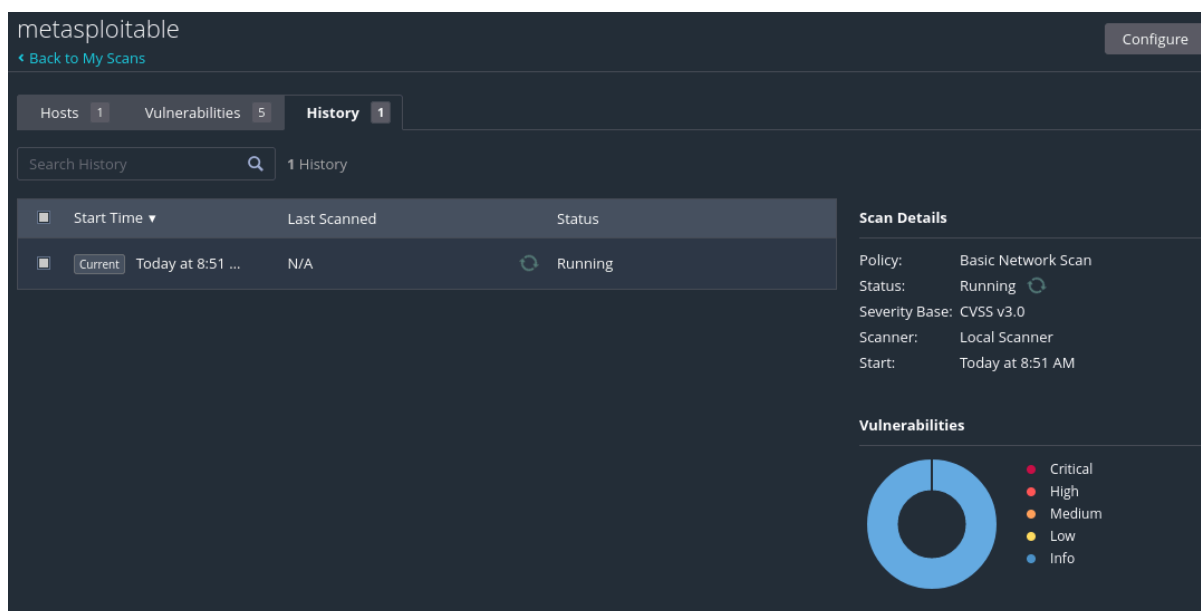 metasploitable
Configure
‹ Back to My Scans
Hosts 1 Vulnerabilities 5 History 1
Search History 1 History
Start Time ▾ Last Scanned Status
Current Today at 8:51 ... N/A Running
Scan Details
Policy: Basic Network Scan
Status: Running
Severity Base: CVSS v3.0
Scanner: Local Scanner
Start: Today at 8:51 AM
Vulnerabilities
Critical
High
Medium
Low
Info